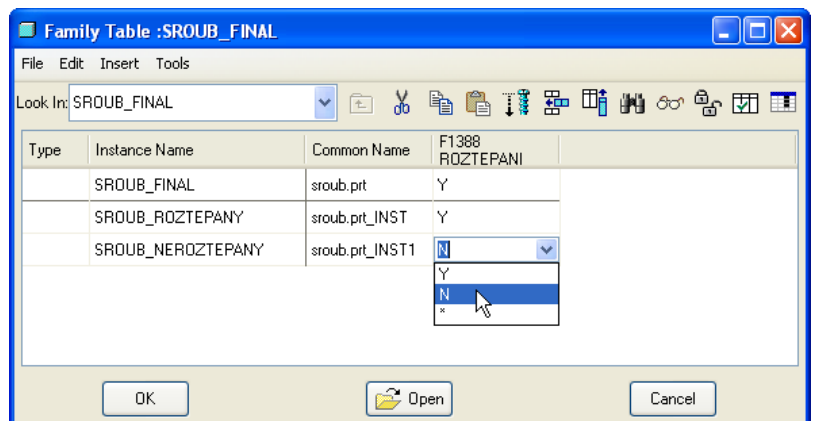 Family Table :SROUB_FINAL
File Edit Insert Tools
Look In: SROUB_FINAL
Type Instance Name Common Name F1388
ROZTEPANI
SROUB_FINAL sroub.prt Y
SROUB_ROZTEPANY sroub.prt_INST Y
SROUB_NEROZTEPANY sroub.prt_INST1 N
Y
N
*
OK Open Cancel